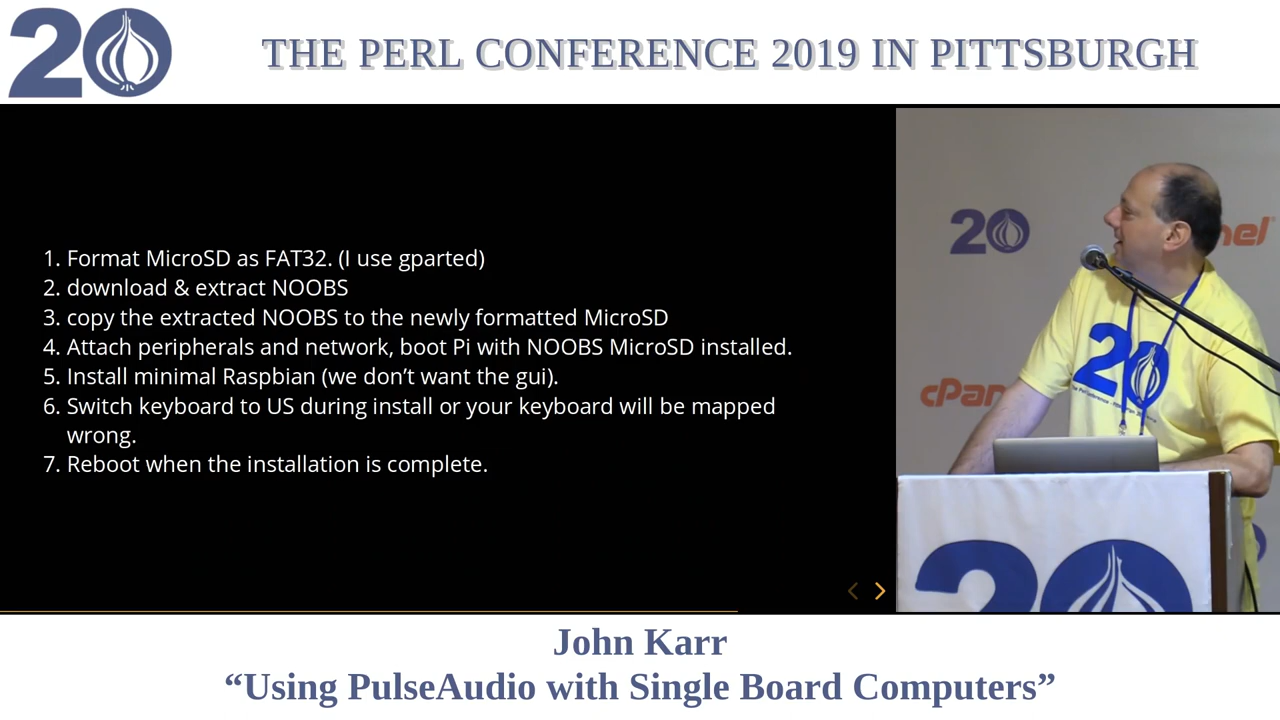 20
THE PERL CONFERENCE 2019 IN PITTSBURGH
1. Format MicroSD as FAT32. (I use gparted)
2. download & extract NOOBS
3. copy the extracted NOOBS to the newly formatted MicroSD
4. Attach peripherals and network, boot Pi with NOOBS MicroSD installed.
5. Install minimal Raspbian (we don’t want the gui).
6. Switch keyboard to US during install or your keyboard will be mapped
wrong.
7. Reboot when the installation is complete.
20
nel
cPan
20
20
John Karr
“Using PulseAudio with Single Board Computers”